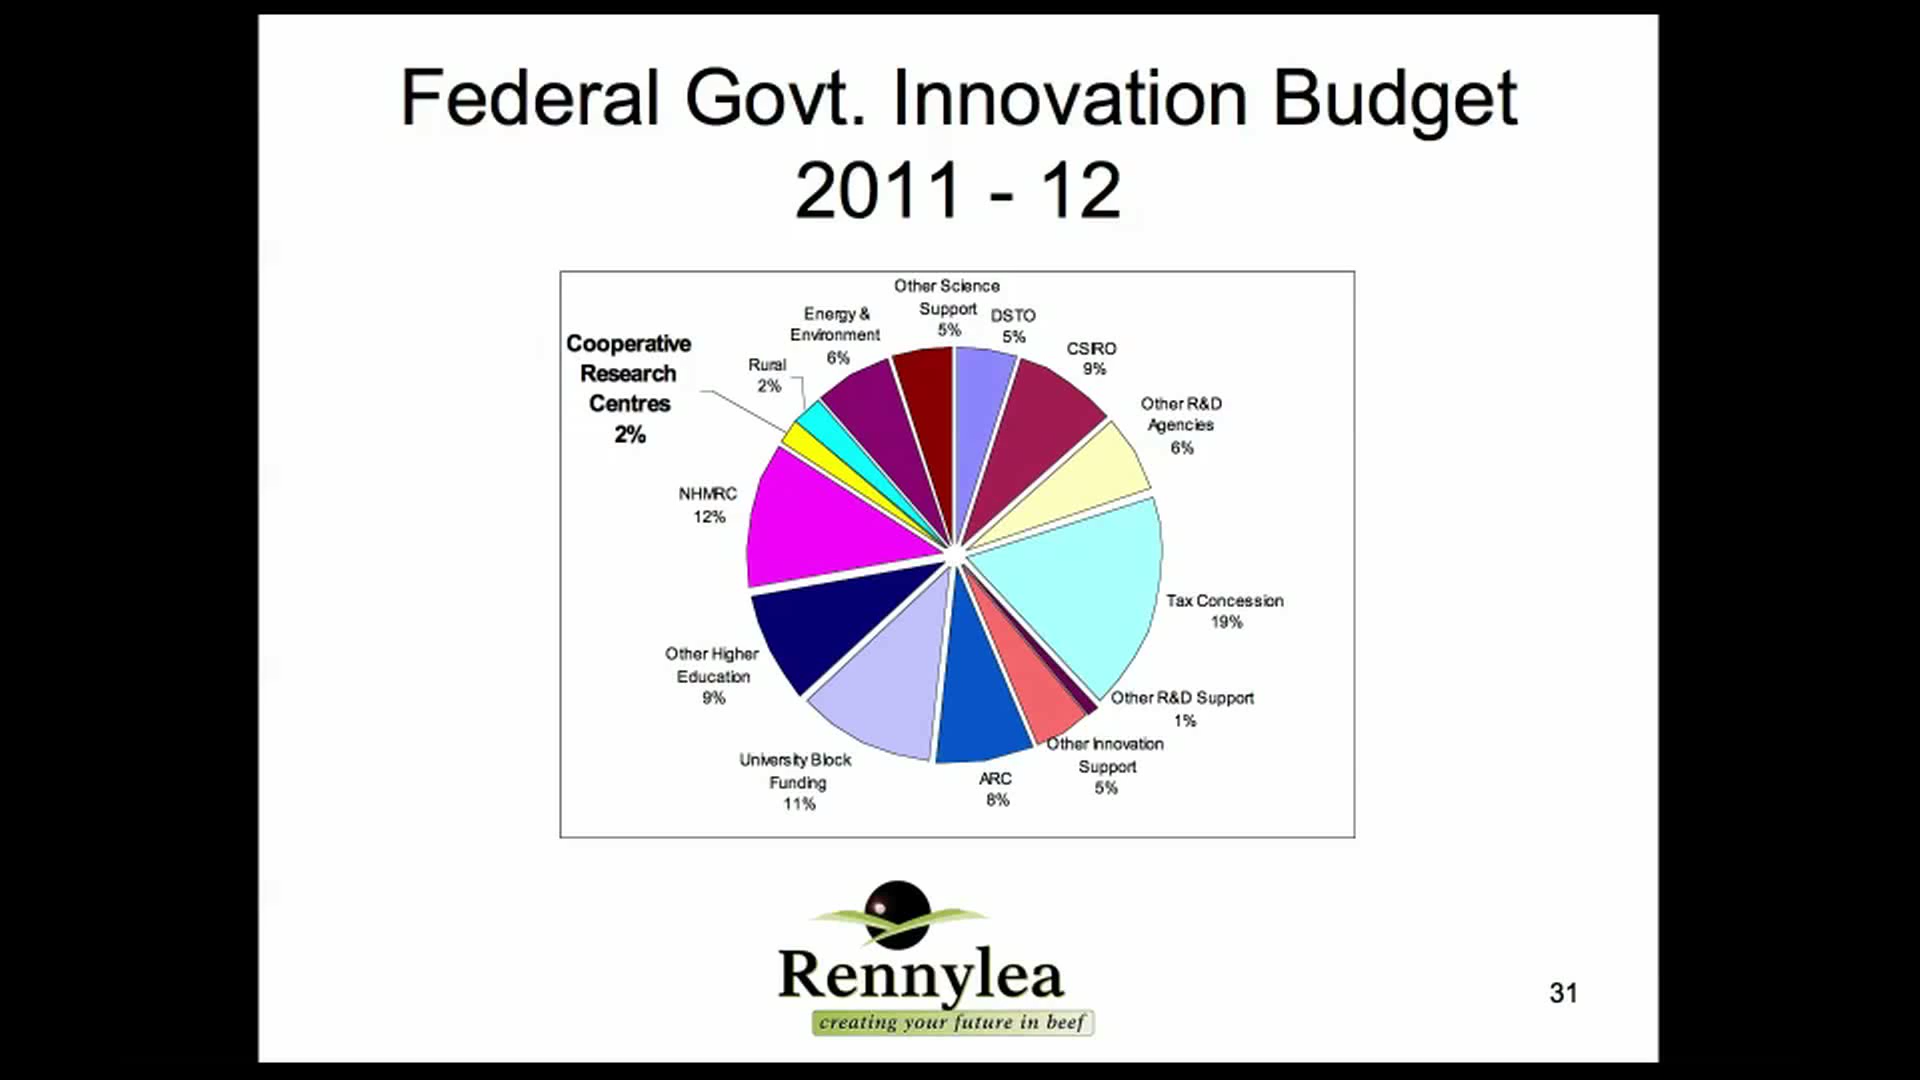 Federal Govt. Innovation Budget
2011 - 12
Other Science
Support
5%
DSTO
5%
CSIRO
9%
Other R&D
Agencies
6%
Tax Concession
19%
Other R&D Support
1%
Other Innovation
Support
5%
ARC
8%
University Block
Funding
11%
Other Higher
Education
9%
NHMRC
12%
Cooperative
Research
Centres
2%
Rural
2%
Energy &
Environment
6%
Rennylea
creating your future in beef
31